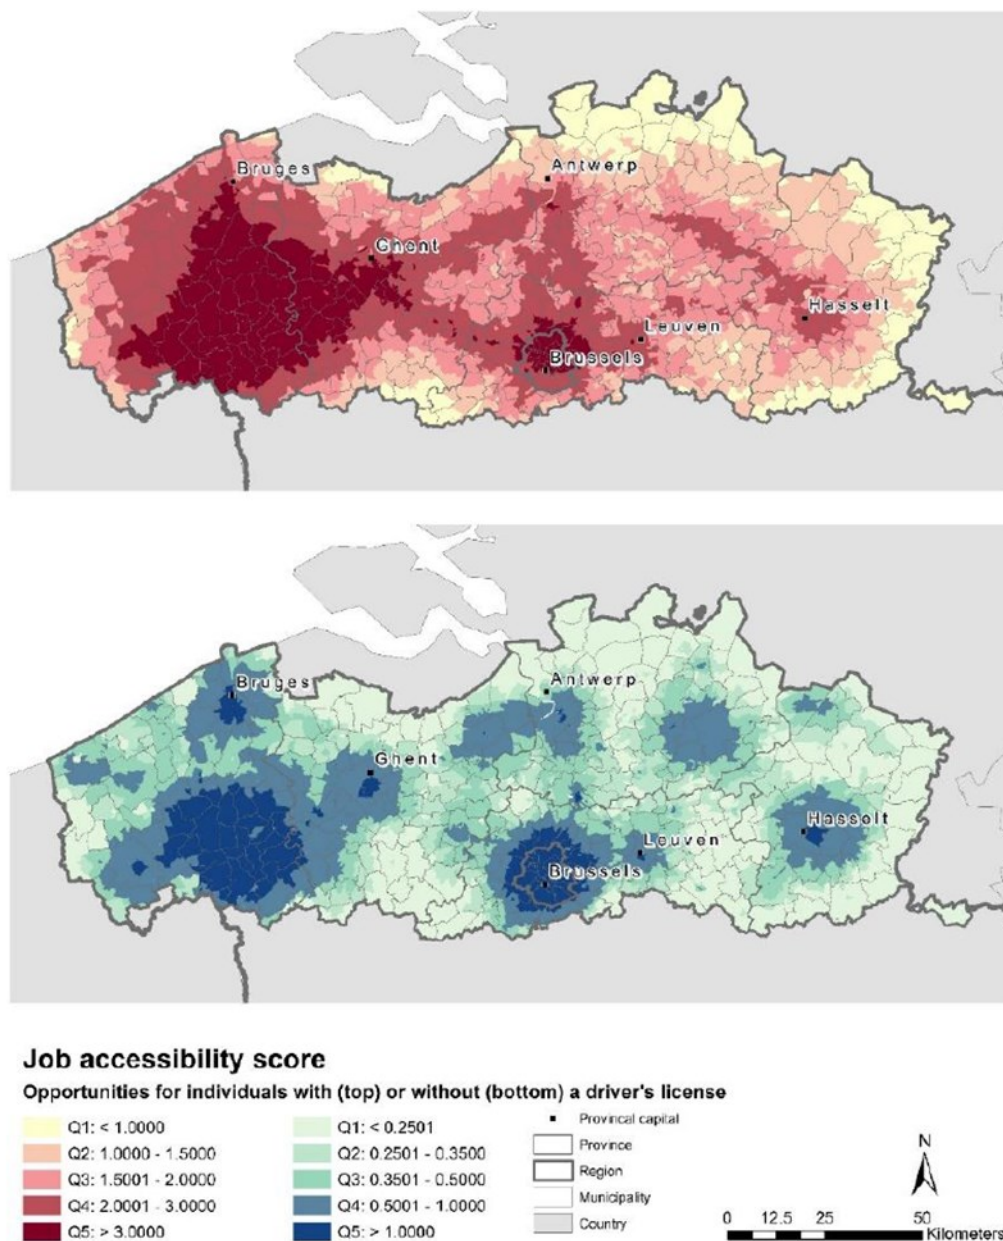 Bruges
Antwerp
Ghent
Hasselt
Leuven
Brussels
Bruges
Antwerp
Ghent
Hasselt
Leuven
Brussels
Job accessibility score
Opportunities for individuals with (top) or without (bottom) a driver's license
Q1: < 1.0000
Q2: 1.0000 - 1.5000
Q3: 1.5001 - 2.0000
Q4: 2.0001 - 3.0000
Q5: > 3.0000
Q1: < 0.2501
Q2: 0.2501 - 0.3500
Q3: 0.3501 - 0.5000
Q4: 0.5001 - 1.0000
Q5: > 1.0000
Provincal capital
Province
Region
Municipality
Country
N
0 12.5 25 50
Kilometers